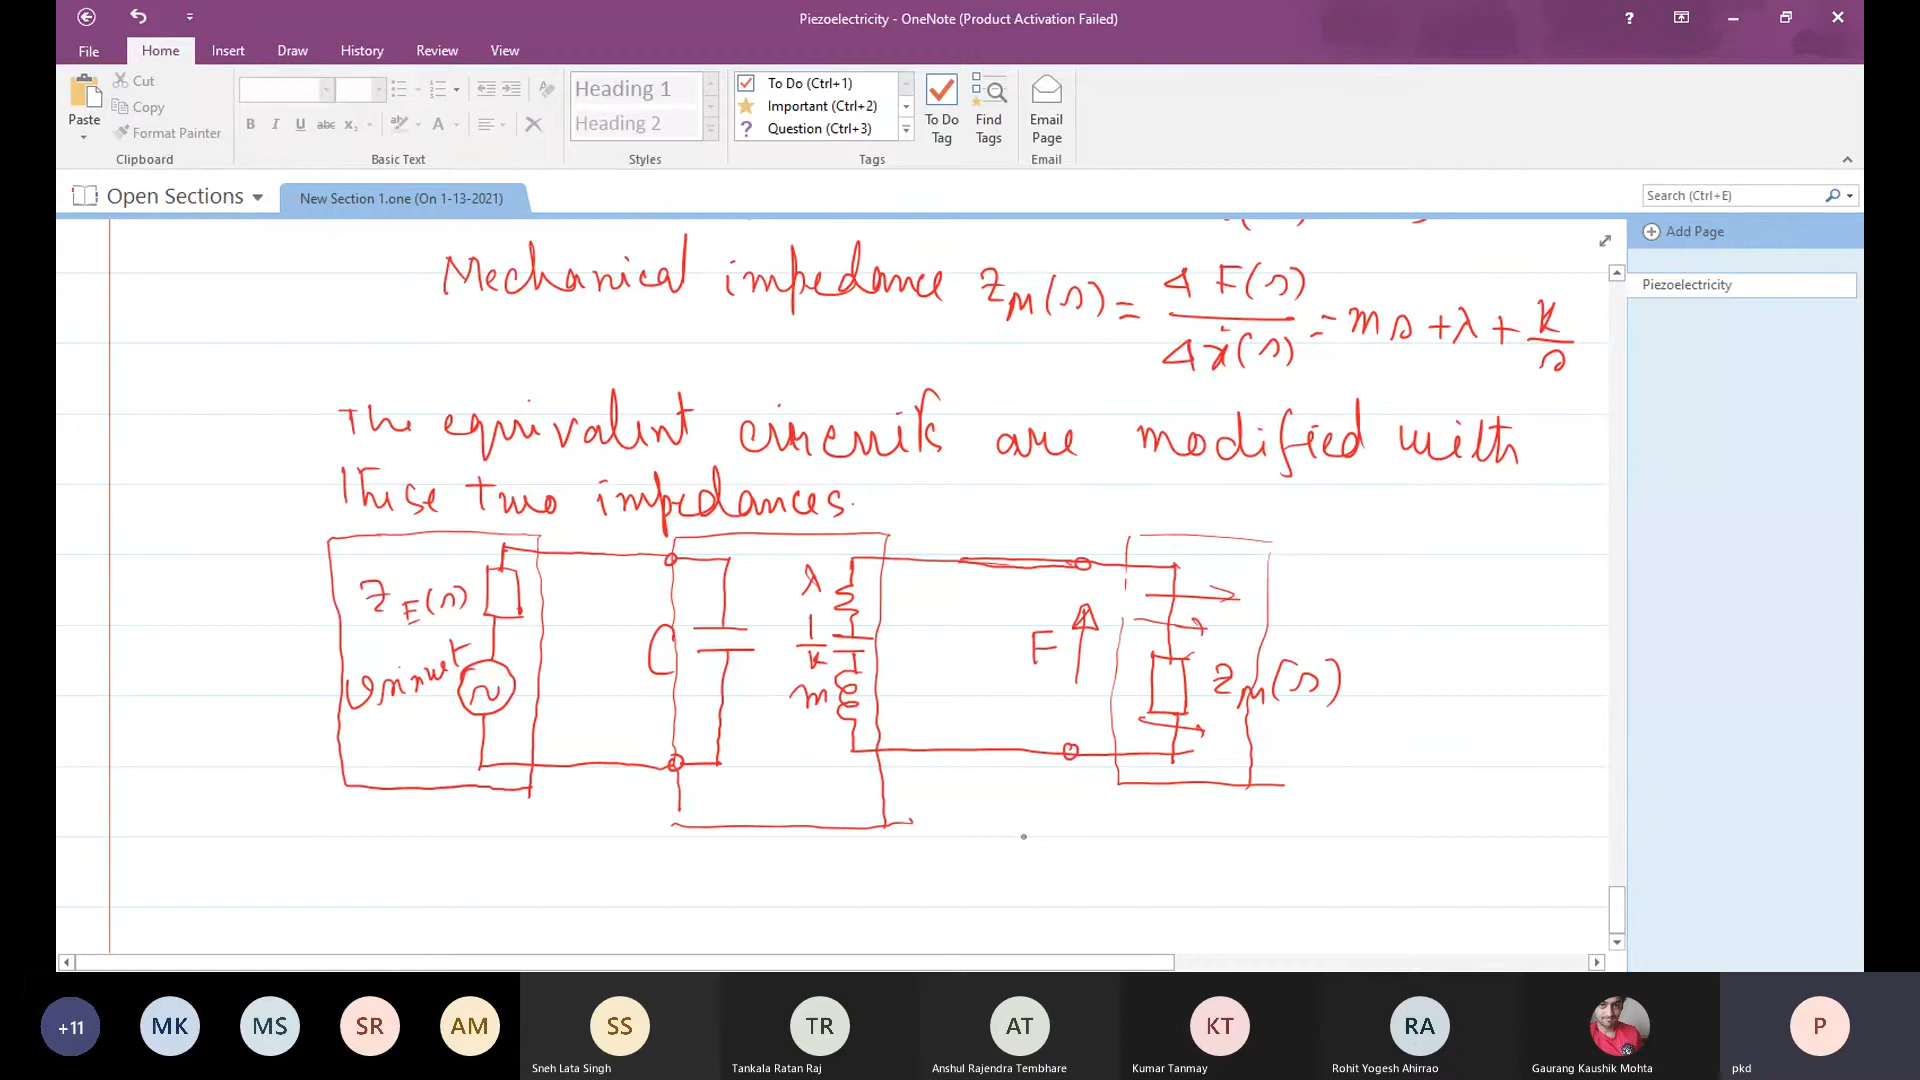 Piezoelectricity - OneNote (Product Activation Failed)
?
File Home Insert Draw History Review View
Paste
Cut
Copy
Format Painter
Clipboard
B I U abc x₂ A
Basic Text
Heading 1
Heading 2
Styles
To Do (Ctrl+1)
Important (Ctrl+2)
? Question (Ctrl+3)
To Do Tag
Find Tags
Tags
Email Page
Email
Open Sections
New Section 1.one (On 1-13-2021)
Search (Ctrl+E)
Add Page
Piezoelectricity
Mechanical impedance Z_M(s) = ΔF(s) / Δẋ(s) = ms + λ + k/s
The equivalent circuits are modified with
these two impedances.
Z_E(s)
C
λ
1/k
m
F
Z_M(s)
+11 MK MS SR AM SS TR AT KT RA P
Sneh Lata Singh Tankala Ratan Raj Anshul Rajendra Tembhare Kumar Tanmay Rohit Yogesh Ahirrao Gaurang Kaushik Mohta pkd